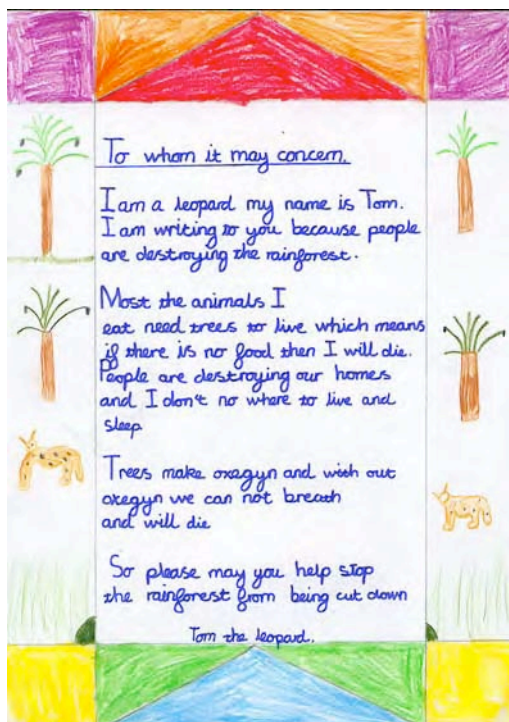 To whom it may concern.
I am a leopard my name is Tom.
I am writing to you because people
are destroying the rainforest.
Most the animals I
eat need trees to live which means
if there is no food then I will die.
People are destroying our homes
and I don't no where to live and
sleep
Trees make oxegyn and with out
oxegyn we can not breath
and will die
So please may you help stop
the rainforest from being cut down
Tom the leopard.